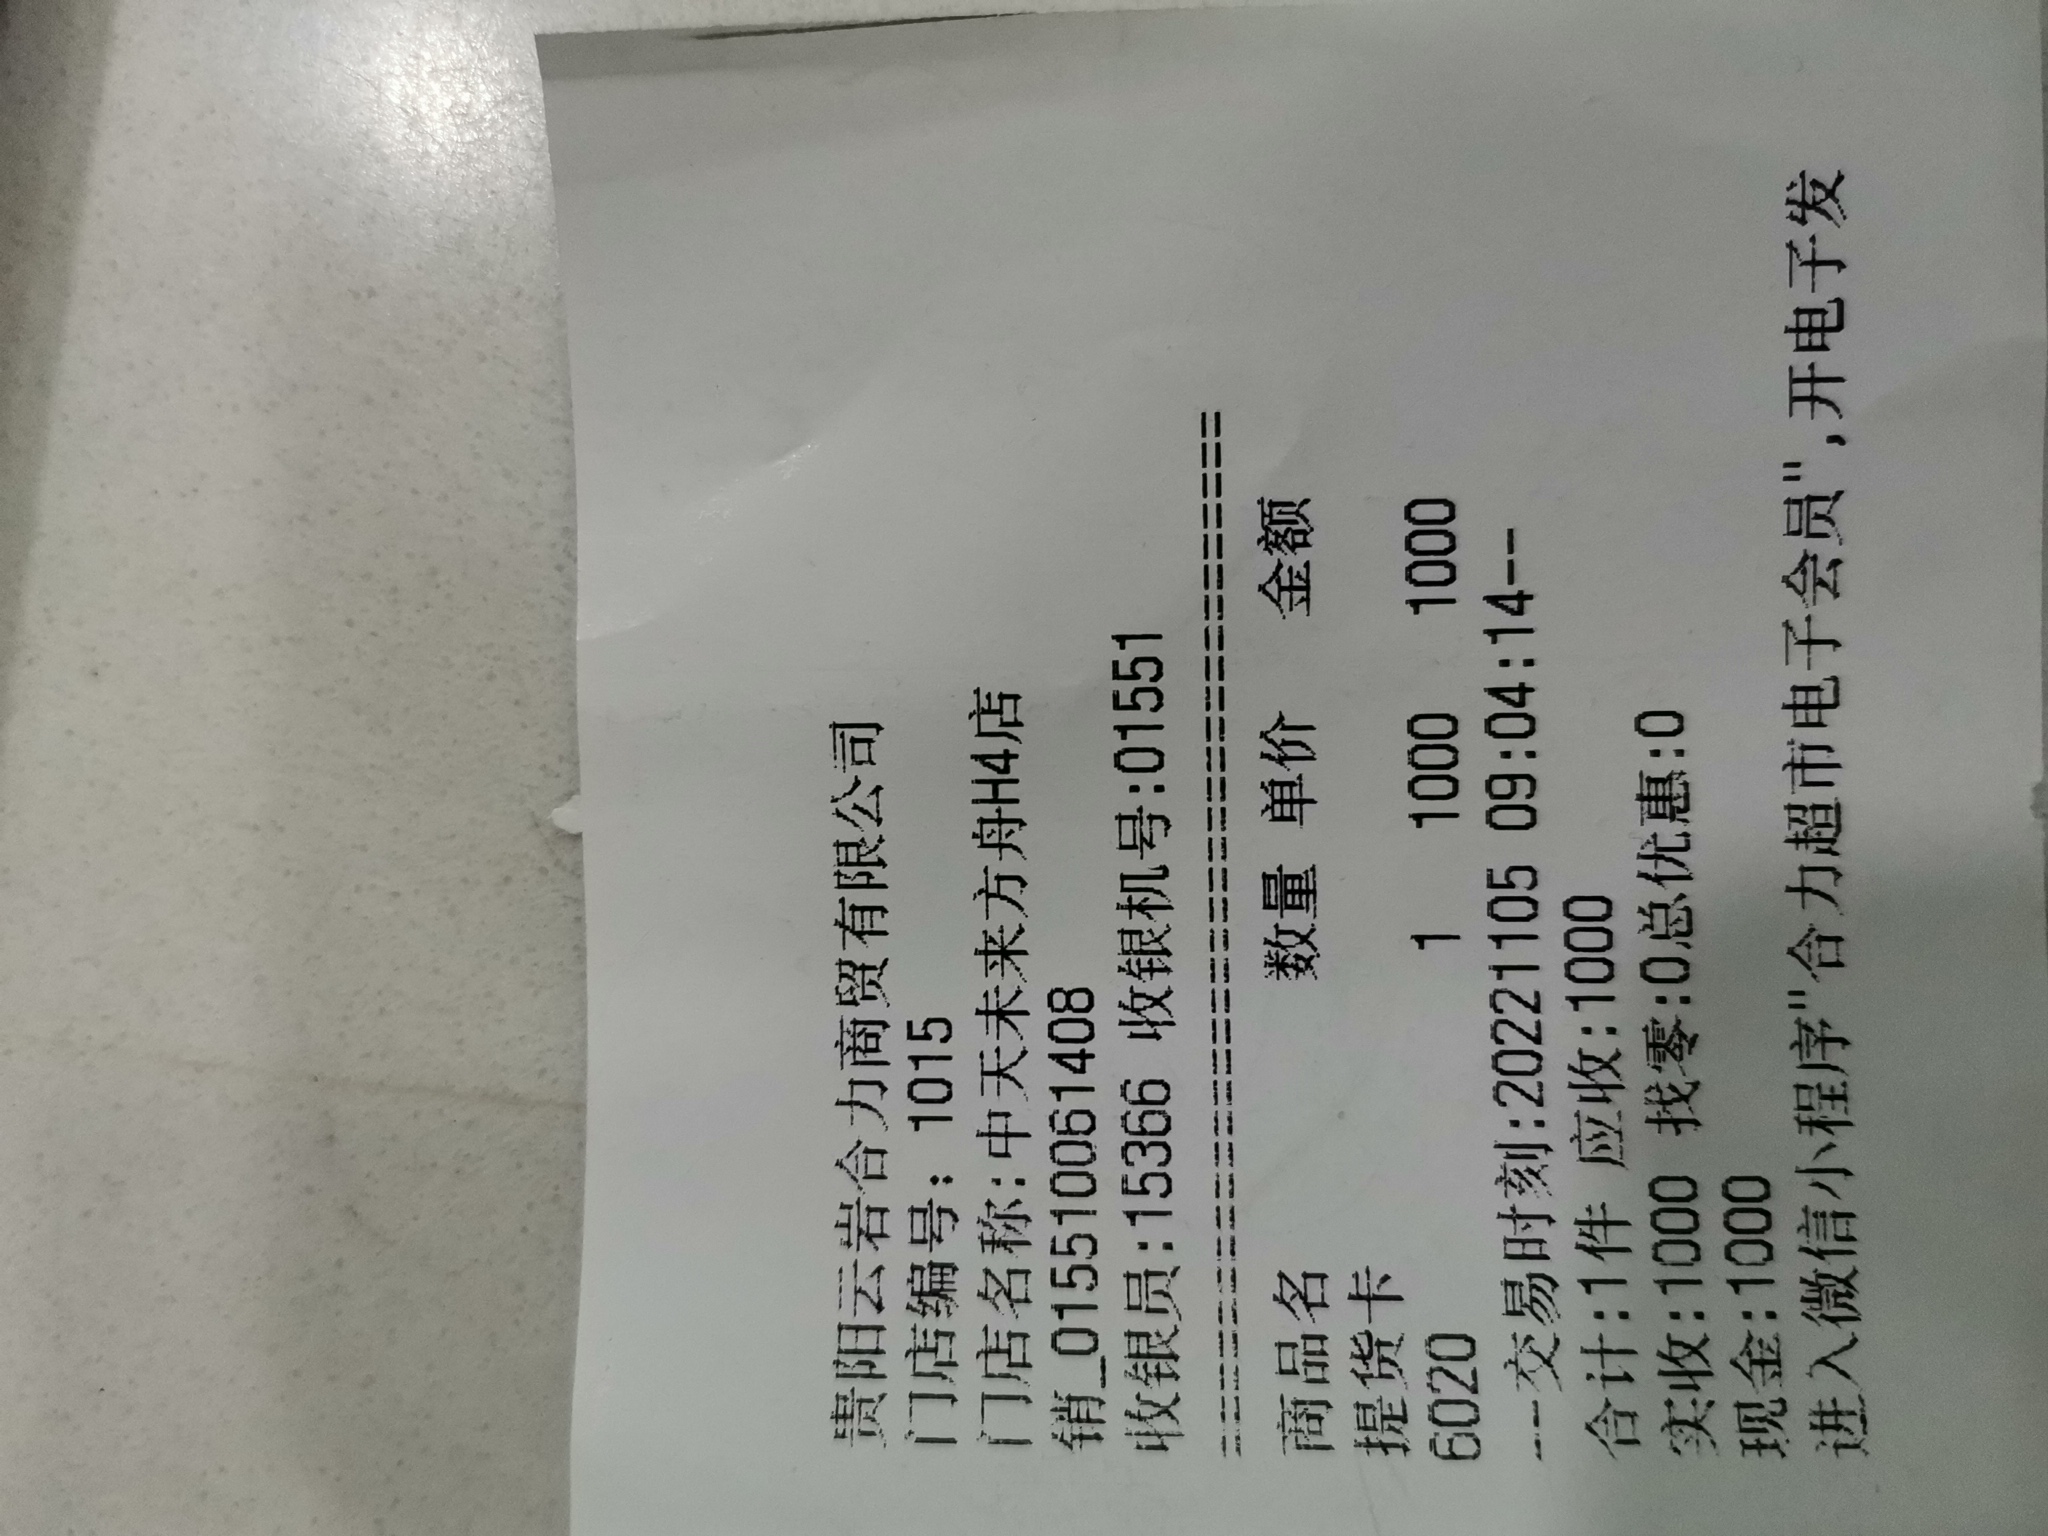 贵阳云岩合力商贸有限公司
门店编号: 1015
门店名称:中天未来方舟H4店
销_015510061408
收银员:15366 收银机号:01551
================================
商品名 数量 单价 金额
提货卡
6020 1 1000 1000
---交易时刻:20221105 09:04:14--
合计:1件 应收:1000
实收:1000 找零:0总优惠:0
现金:1000
进入微信小程序"合力超市电子会员",开电子发